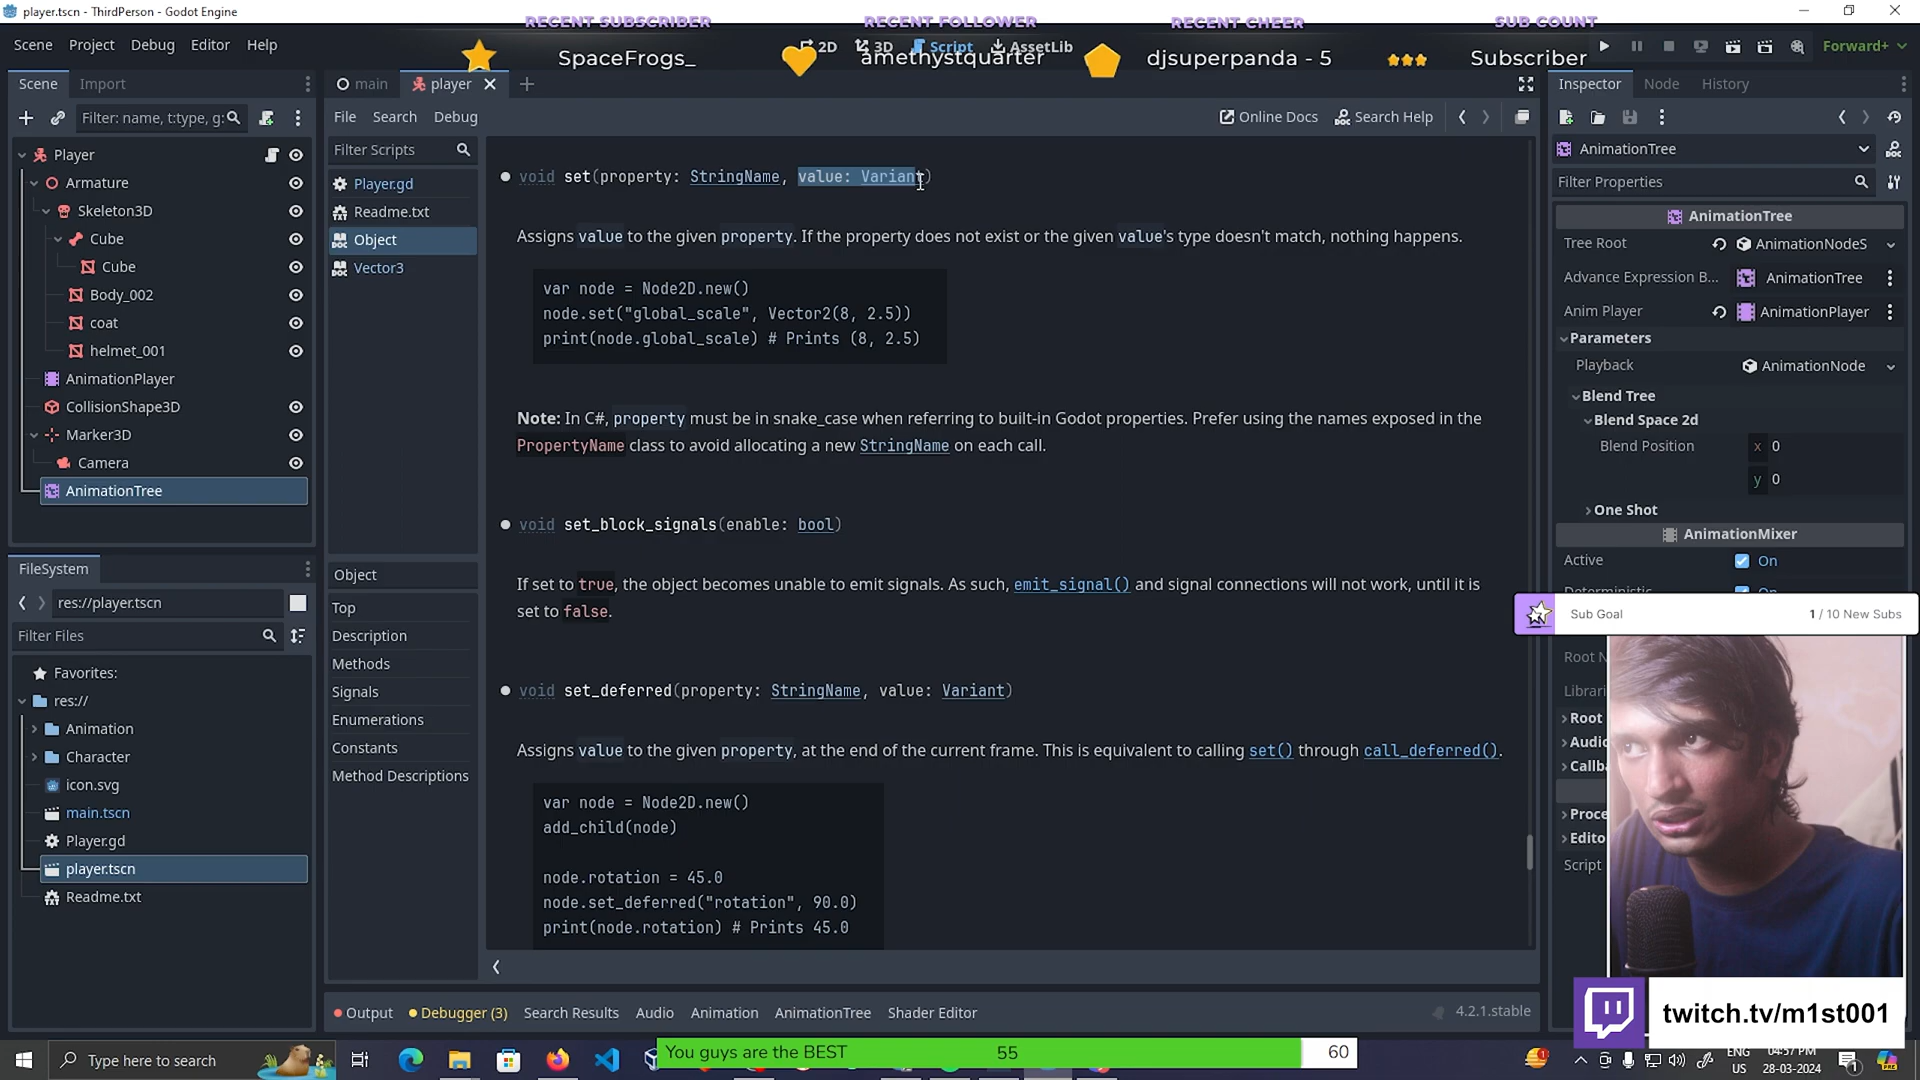 player.tscn - ThirdPerson - Godot Engine
RECENT SUBSCRIBER
RECENT FOLLOWER
RECENT CHEER
SUB COUNT
Scene Project Debug Editor Help
2D 3D Script AssetLib
Forward+
SpaceFrogs_
amethystquarter
djsuperpanda - 5
Subscriber
Scene Import
main
player
Inspector Node History
Filter: name, t:type, g:
File Search Debug
Online Docs Search Help
Player
Armature
Skeleton3D
Cube
Cube
Body_002
coat
helmet_001
AnimationPlayer
CollisionShape3D
Marker3D
Camera
AnimationTree
FileSystem
res://player.tscn
Filter Files
Favorites:
res://
Animation
Character
icon.svg
main.tscn
Player.gd
player.tscn
Readme.txt
Filter Scripts
Player.gd
Readme.txt
Object
Vector3
Object
Top
Description
Methods
Signals
Enumerations
Constants
Method Descriptions
void set(property: StringName, value: Variant)
Assigns value to the given property. If the property does not exist or the given value's type doesn't match, nothing happens.
var node = Node2D.new()
node.set("global_scale", Vector2(8, 2.5))
print(node.global_scale) # Prints (8, 2.5)
Note: In C#, property must be in snake_case when referring to built-in Godot properties. Prefer using the names exposed in the
PropertyName class to avoid allocating a new StringName on each call.
void set_block_signals(enable: bool)
If set to true, the object becomes unable to emit signals. As such, emit_signal() and signal connections will not work, until it is
set to false.
void set_deferred(property: StringName, value: Variant)
Assigns value to the given property, at the end of the current frame. This is equivalent to calling set() through call_deferred().
var node = Node2D.new()
add_child(node)
node.rotation = 45.0
node.set_deferred("rotation", 90.0)
print(node.rotation) # Prints 45.0
AnimationTree
Filter Properties
AnimationTree
Tree Root AnimationNodeS
Advance Expression B... AnimationTree
Anim Player AnimationPlayer
Parameters
Playback AnimationNode
Blend Tree
Blend Space 2d
Blend Position x 0
y 0
One Shot
AnimationMixer
Active On
Sub Goal 1 / 10 New Subs
Root N
Librari
Root
Audio
Callba
Proce
Edito
Script
Output Debugger (3) Search Results Audio Animation AnimationTree Shader Editor
4.2.1.stable
twitch.tv/m1st001
Type here to search
You guys are the BEST 55 60
ENG
US
04:57 PM
28-03-2024